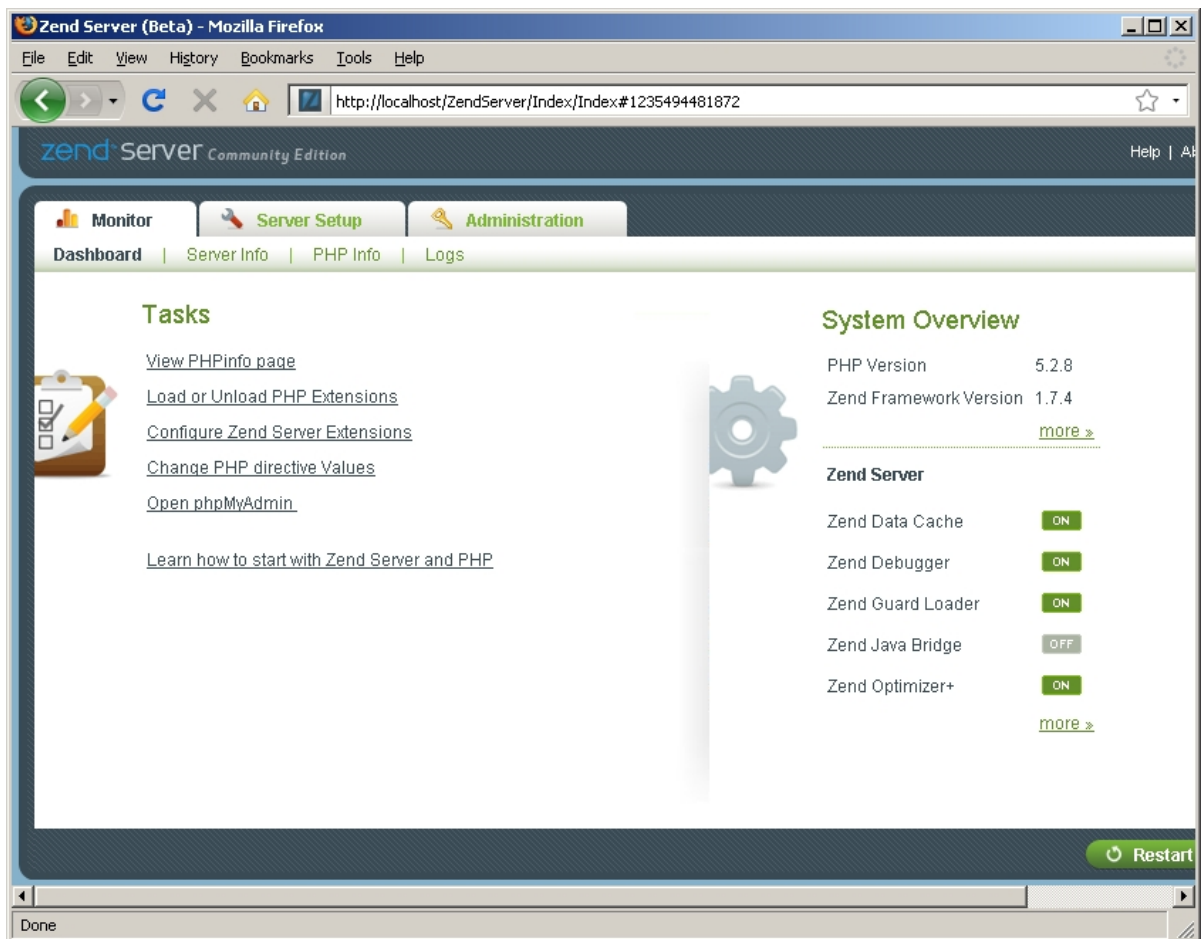 Zend Server (Beta) - Mozilla Firefox
File Edit View History Bookmarks Tools Help
http://localhost/ZendServer/Index/Index#1235494481872
zend server Community Edition
Help |
Monitor Server Setup Administration
Dashboard | Server Info | PHP Info | Logs
Tasks
View PHPinfo page
Load or Unload PHP Extensions
Configure Zend Server Extensions
Change PHP directive Values
Open phpMyAdmin
Learn how to start with Zend Server and PHP
System Overview
PHP Version 5.2.8
Zend Framework Version 1.7.4
more »
Zend Server
Zend Data Cache ON
Zend Debugger ON
Zend Guard Loader ON
Zend Java Bridge OFF
Zend Optimizer+ ON
more »
Restart
Done